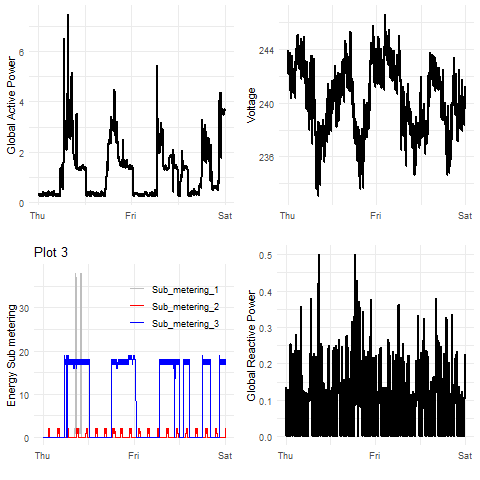 Global Active Power
6
4
2
0
Thu Fri Sat
Voltage
244
240
236
Thu Fri Sat
Plot 3
Energy Sub metering
30
20
10
0
Sub_metering_1
Sub_metering_2
Sub_metering_3
Thu Fri Sat
Global Reactive Power
0.5
0.4
0.3
0.2
0.1
0.0
Thu Fri Sat